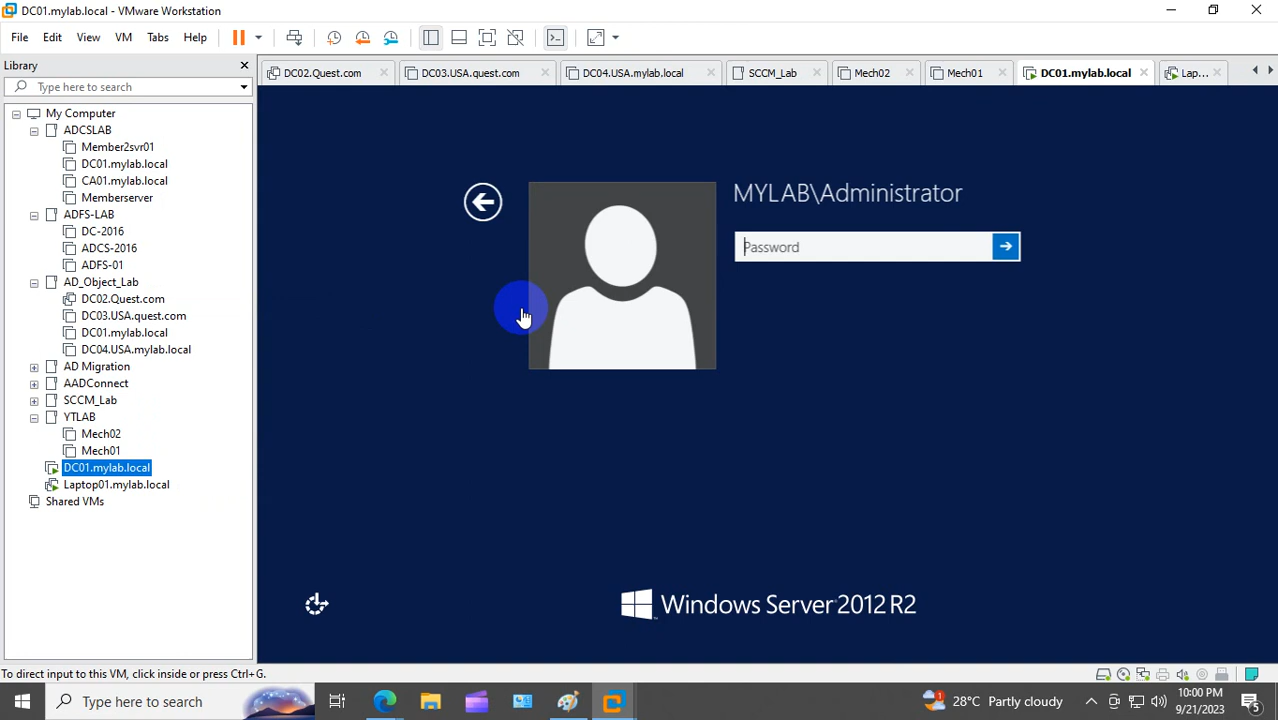 DC01.mylab.local - VMware Workstation
File Edit View VM Tabs Help
Library
Type here to search
My Computer
ADCSLAB
Member2svr01
DC01.mylab.local
CA01.mylab.local
Memberserver
ADFS-LAB
DC-2016
ADCS-2016
ADFS-01
AD_Object_Lab
DC02.Quest.com
DC03.USA.quest.com
DC01.mylab.local
DC04.USA.mylab.local
AD Migration
AADConnect
SCCM_Lab
YTLAB
Mech02
Mech01
DC01.mylab.local
Laptop01.mylab.local
Shared VMs
DC02.Quest.com DC03.USA.quest.com DC04.USA.mylab.local SCCM_Lab Mech02 Mech01 DC01.mylab.local Lap...
MYLAB\Administrator
Password
Windows Server 2012 R2
To direct input to this VM, click inside or press Ctrl+G.
Type here to search
1
28°C Partly cloudy
10:00 PM
9/21/2023
5